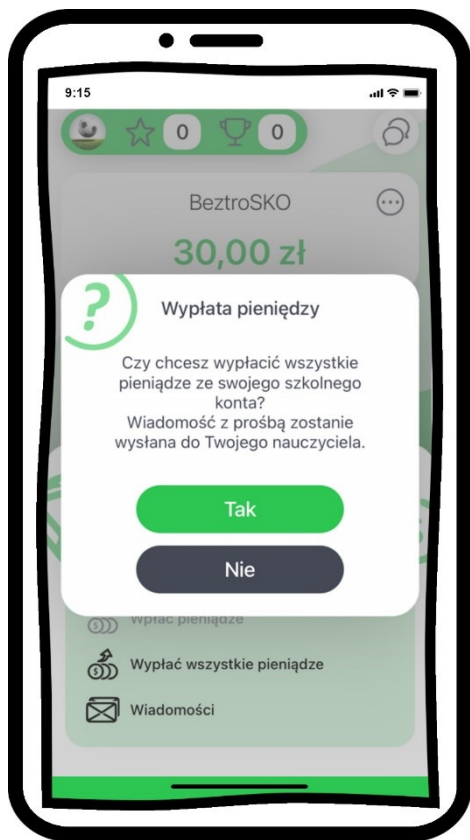 9:15
0 0
BeztroSKO
30,00 zł
?
Wypłata pieniędzy
Czy chcesz wypłacić wszystkie
pieniądze ze swojego szkolnego
konta?
Wiadomość z prośbą zostanie
wysłana do Twojego nauczyciela.
Tak
Nie
Wpłać pieniądze
Wypłać wszystkie pieniądze
Wiadomości